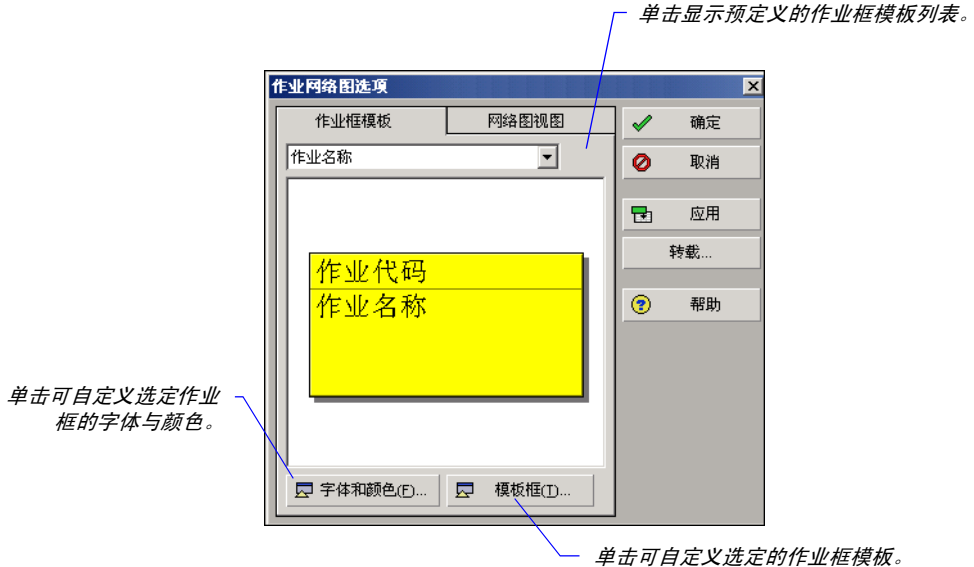 单击显示预定义的作业框模板列表。
作业网络图选项
作业框模板
网络图视图
作业名称
确定
取消
应用
转载...
帮助
作业代码
作业名称
单击可自定义选定作业
框的字体与颜色。
字体和颜色(F)...
模板框(T)...
单击可自定义选定的作业框模板。